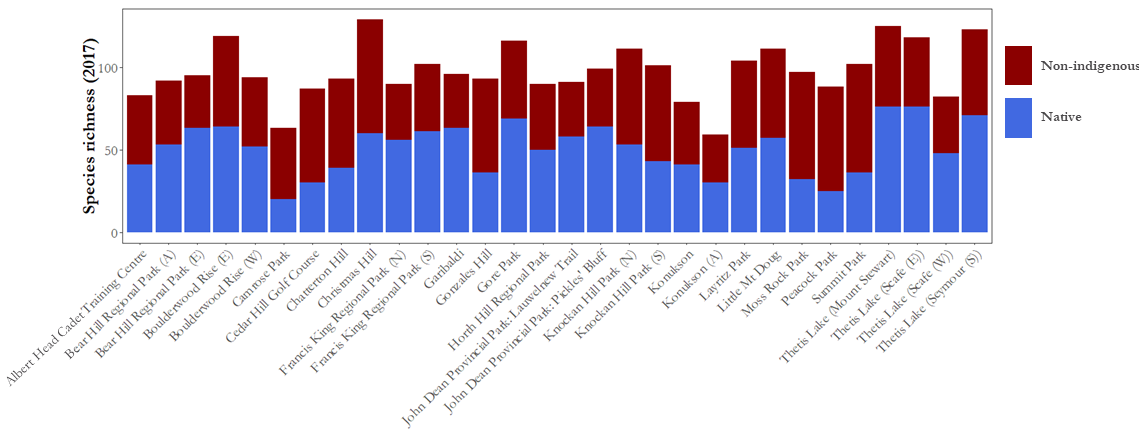 Species richness (2017)
100
50
0
Non-indigenous
Native
Albert Head Cadet Training Centre
Bear Hill Regional Park (A)
Bear Hill Regional Park (E)
Boulderwood Rise (E)
Boulderwood Rise (W)
Camrose Park
Cedar Hill Golf Course
Chatterton Hill
Christmas Hill
Francis King Regional Park (N)
Francis King Regional Park (S)
Garibaldi
Gonzales Hill
Gore Park
Horth Hill Regional Park
John Dean Provincial Park: Lauwelnew Trail
John Dean Provincial Park: Pickles' Bluff
Knockan Hill Park (N)
Knockan Hill Park (S)
Konukson
Konukson (A)
Layritz Park
Little Mt Doug
Moss Rock Park
Peacock Park
Summit Park
Thetis Lake (Mount Stewart)
Thetis Lake (Scafe (E))
Thetis Lake (Scafe (W))
Thetis Lake (Seymour (S))